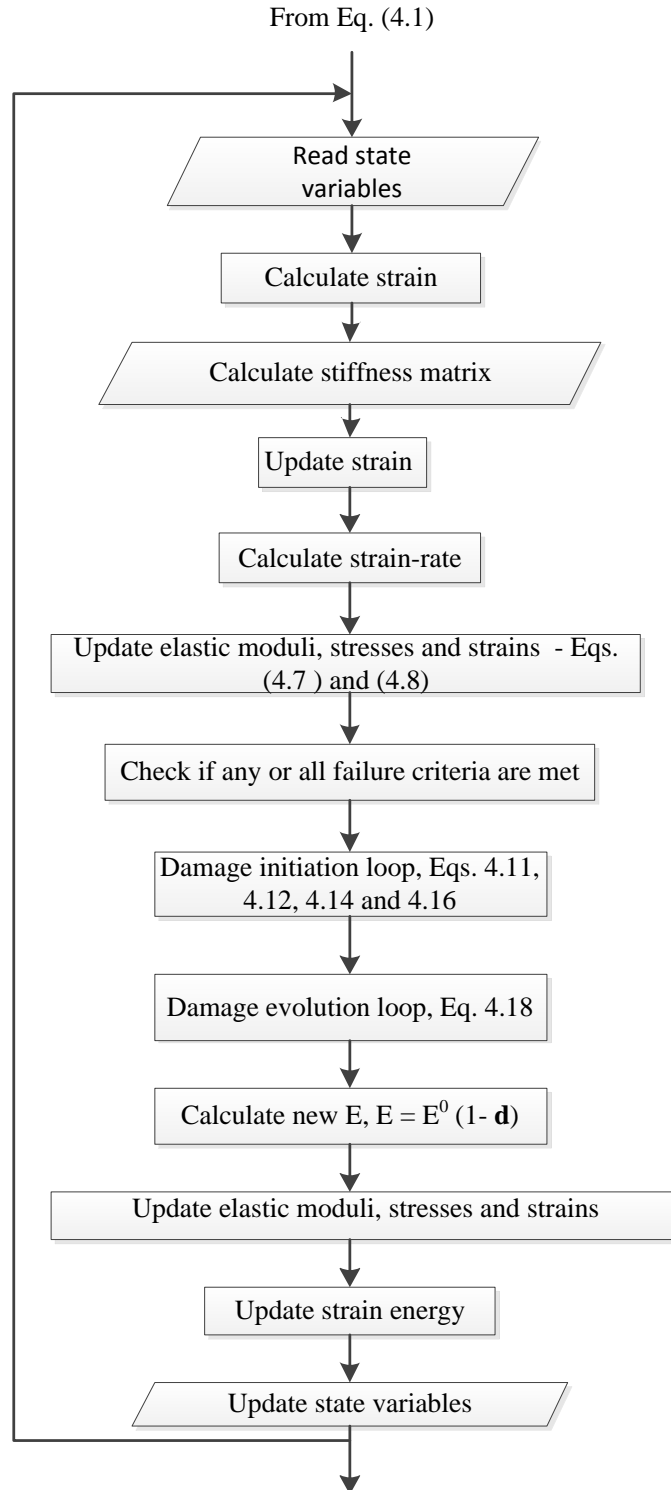 From Eq. (4.1)
Read state
variables
Calculate strain
Calculate stiffness matrix
Update strain
Calculate strain-rate
Update elastic moduli, stresses and strains - Eqs.
(4.7 ) and (4.8)
Check if any or all failure criteria are met
Damage initiation loop, Eqs. 4.11,
4.12, 4.14 and 4.16
Damage evolution loop, Eq. 4.18
Calculate new E, E = E⁰ (1- d)
Update elastic moduli, stresses and strains
Update strain energy
Update state variables